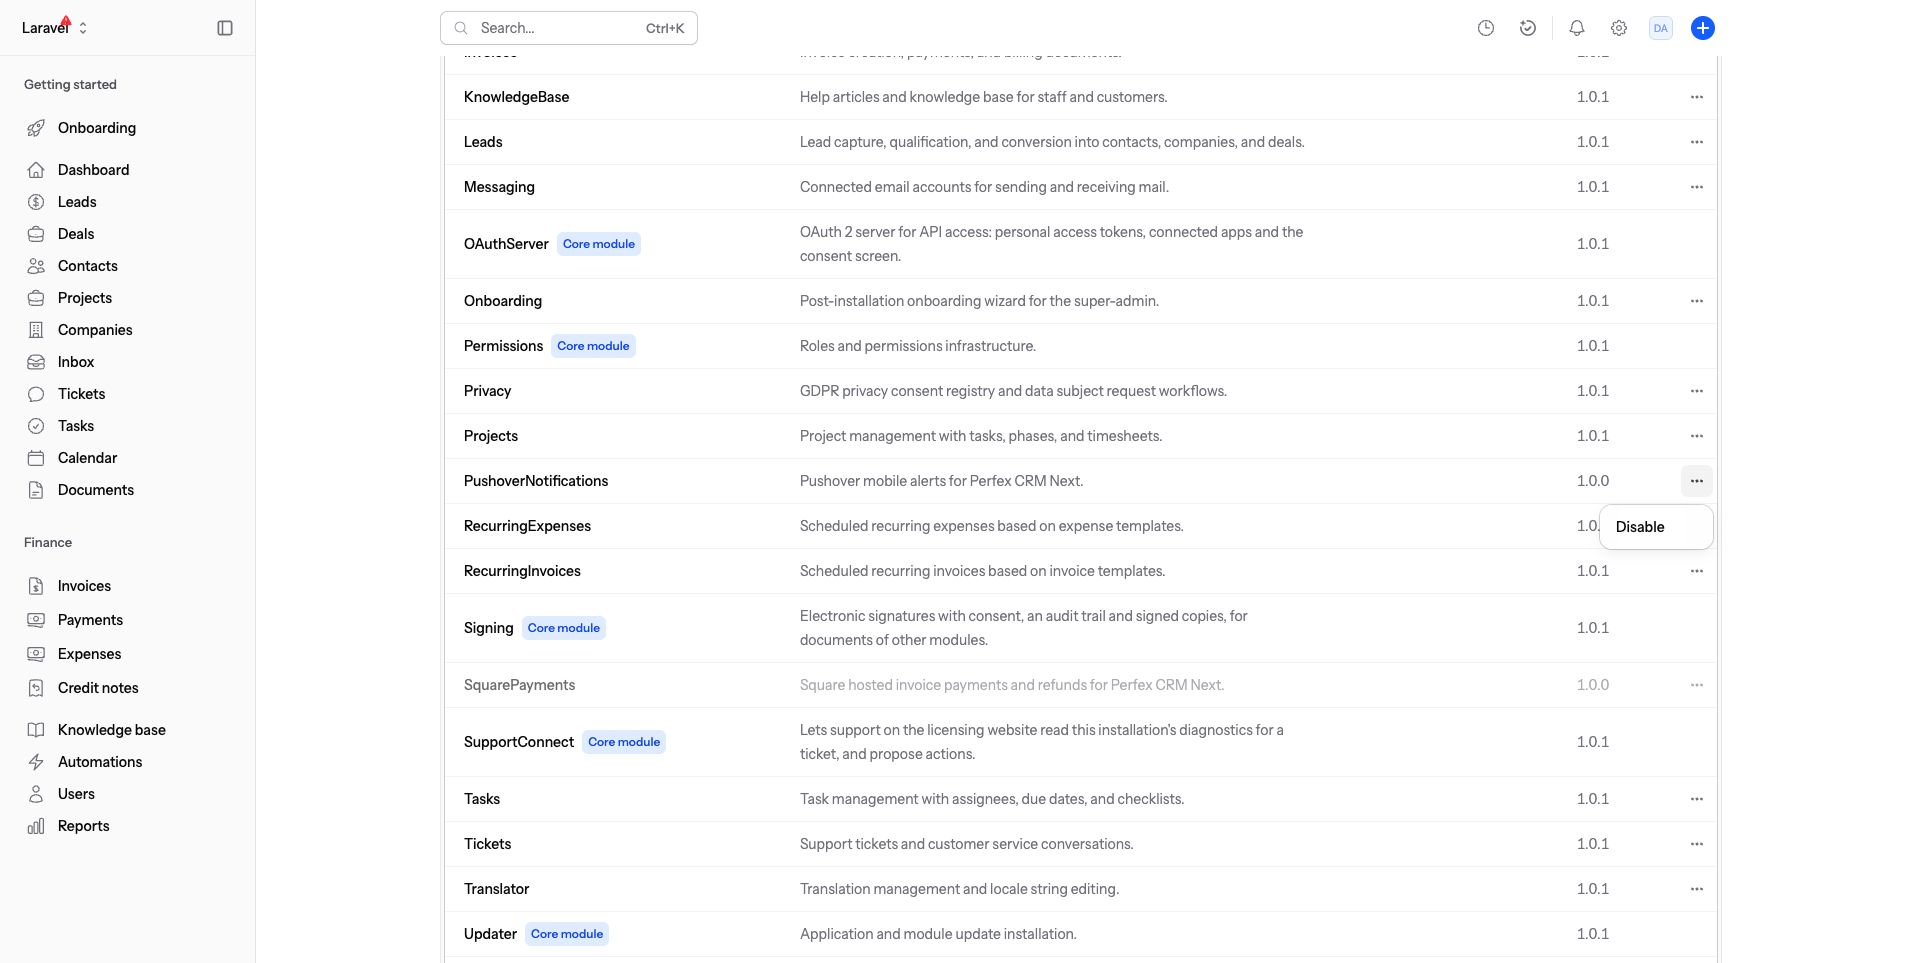 Laravel
Search...
Ctrl+K
DA
Getting started
Onboarding
Dashboard
Leads
Deals
Contacts
Projects
Companies
Inbox
Tickets
Tasks
Calendar
Documents
Finance
Invoices
Payments
Expenses
Credit notes
Knowledge base
Automations
Users
Reports
KnowledgeBase Help articles and knowledge base for staff and customers. 1.0.1
Leads Lead capture, qualification, and conversion into contacts, companies, and deals. 1.0.1
Messaging Connected email accounts for sending and receiving mail. 1.0.1
OAuthServer Core module OAuth 2 server for API access: personal access tokens, connected apps and the
consent screen. 1.0.1
Onboarding Post-installation onboarding wizard for the super-admin. 1.0.1
Permissions Core module Roles and permissions infrastructure. 1.0.1
Privacy GDPR privacy consent registry and data subject request workflows. 1.0.1
Projects Project management with tasks, phases, and timesheets. 1.0.1
PushoverNotifications Pushover mobile alerts for Perfex CRM Next. 1.0.0
RecurringExpenses Scheduled recurring expenses based on expense templates. 1.0.
Disable
RecurringInvoices Scheduled recurring invoices based on invoice templates. 1.0.1
Signing Core module Electronic signatures with consent, an audit trail and signed copies, for
documents of other modules. 1.0.1
SquarePayments Square hosted invoice payments and refunds for Perfex CRM Next. 1.0.0
SupportConnect Core module Lets support on the licensing website read this installation's diagnostics for a
ticket, and propose actions. 1.0.1
Tasks Task management with assignees, due dates, and checklists. 1.0.1
Tickets Support tickets and customer service conversations. 1.0.1
Translator Translation management and locale string editing. 1.0.1
Updater Core module Application and module update installation. 1.0.1